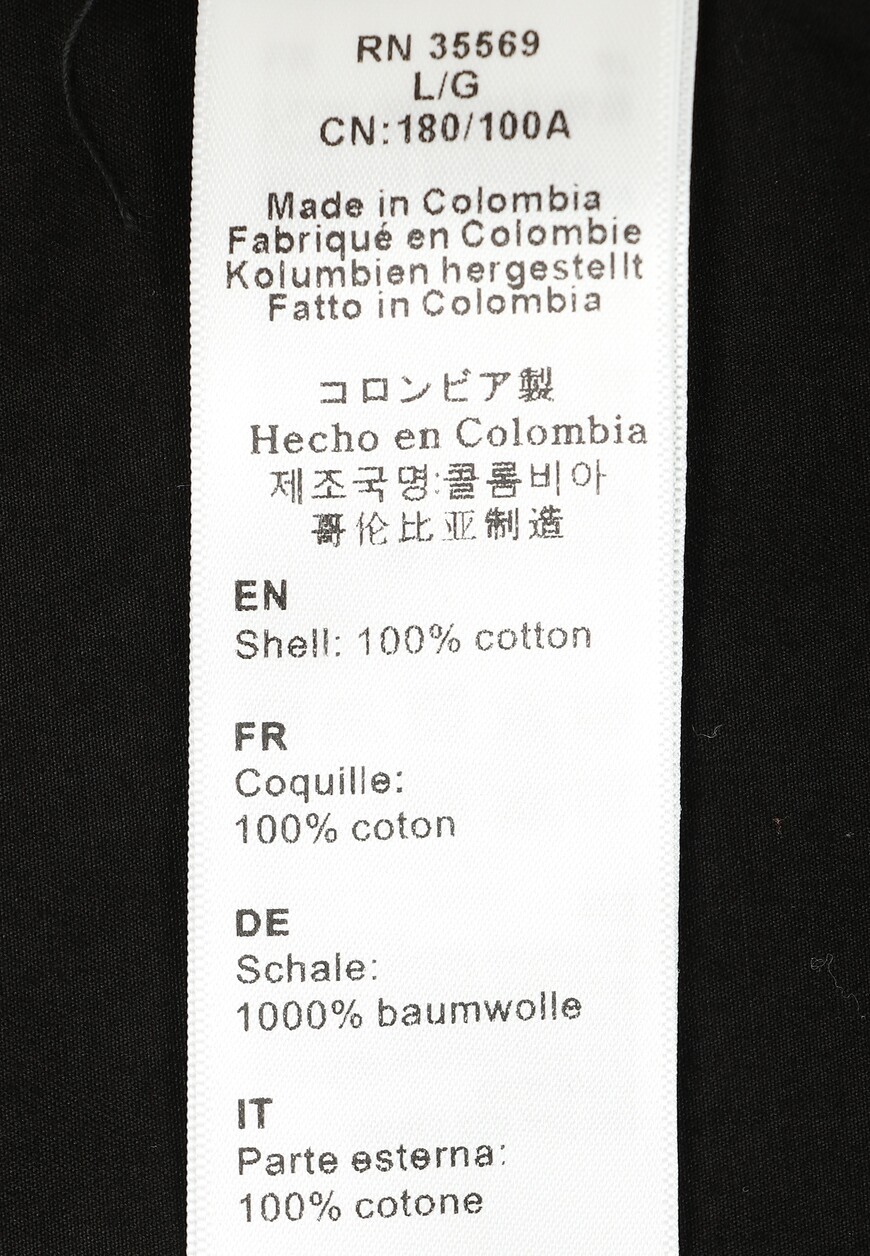 RN 35569
L/G
CN:180/100A
Made in Colombia
Fabriqué en Colombie
Kolumbien hergestellt
Fatto in Colombia
コロンビア製
Hecho en Colombia
제조국명:콜롬비아
哥伦比亚制造
EN
Shell: 100% cotton
FR
Coquille:
100% coton
DE
Schale:
1000% baumwolle
IT
Parte esterna:
100% cotone